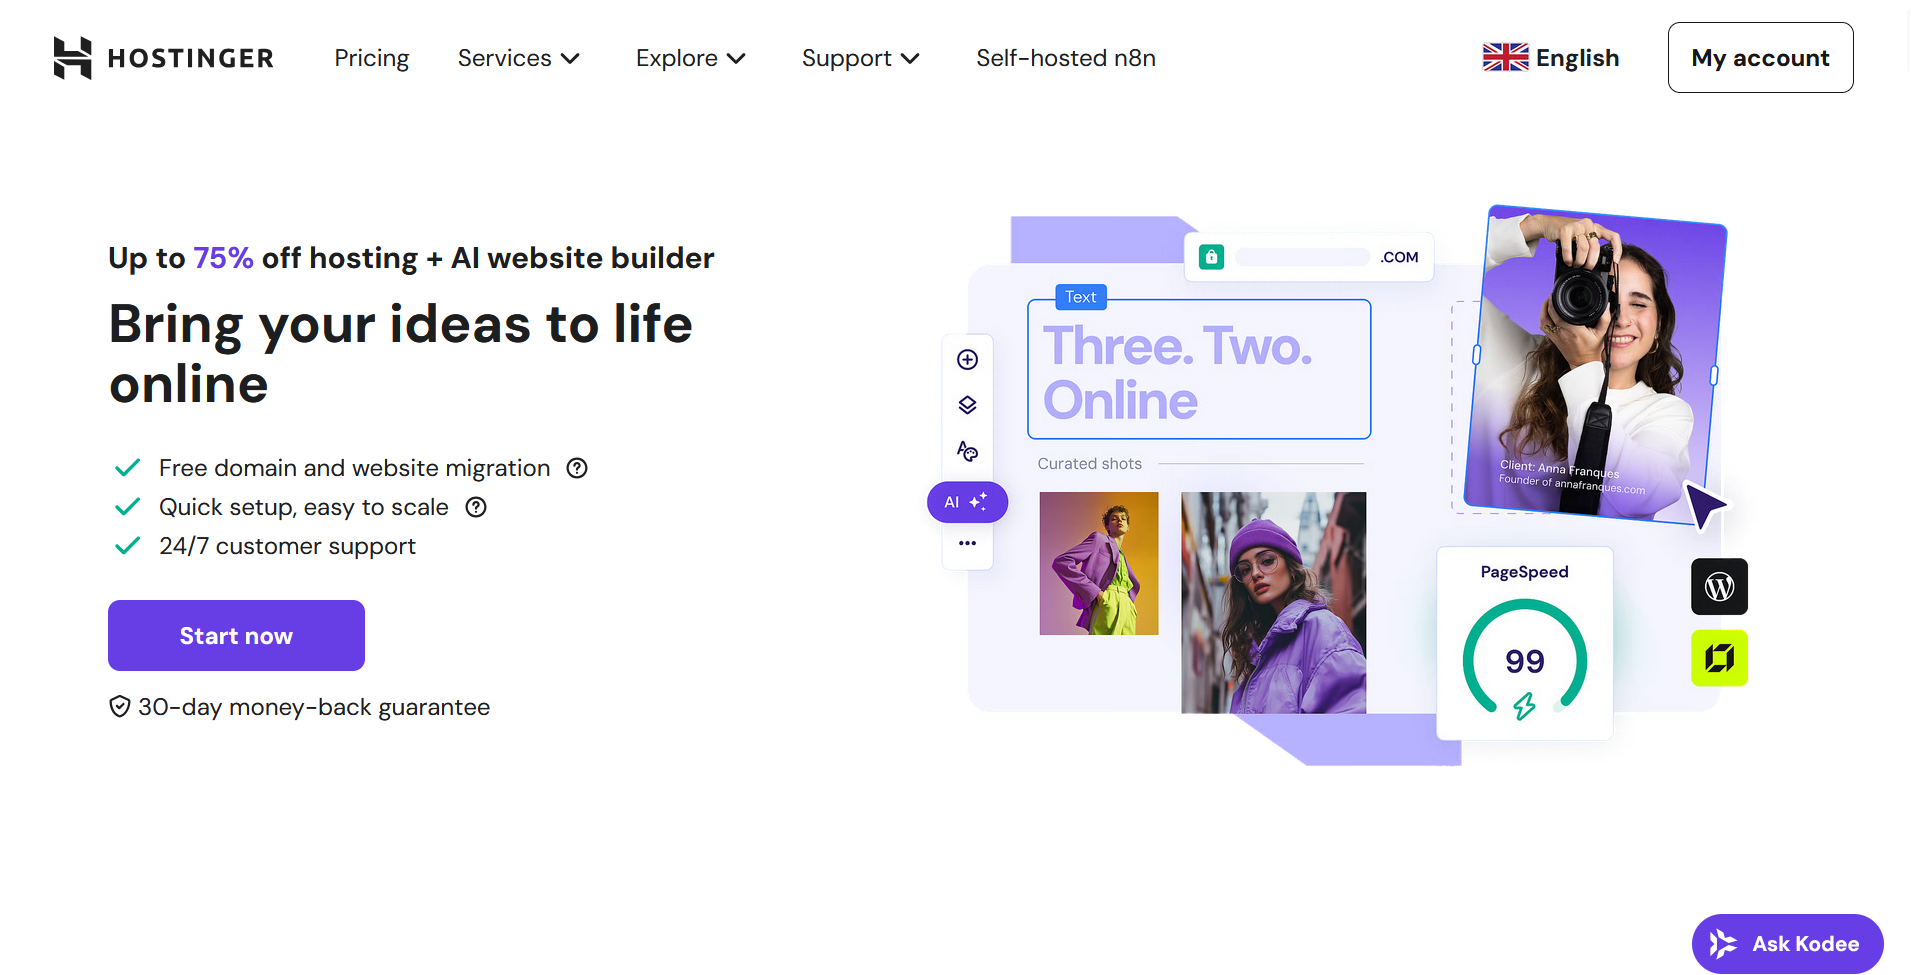 HOSTINGER
Pricing
Services
Explore
Support
Self-hosted n8n
English
My account
Up to 75% off hosting + AI website builder
Bring your ideas to life
online
Free domain and website migration
Quick setup, easy to scale
24/7 customer support
Start now
30-day money-back guarantee
.COM
Text
Three. Two.
Online
Curated shots
AI
Client: Anna Franques
Founder of annafranques.com
PageSpeed
99
Ask Kodee